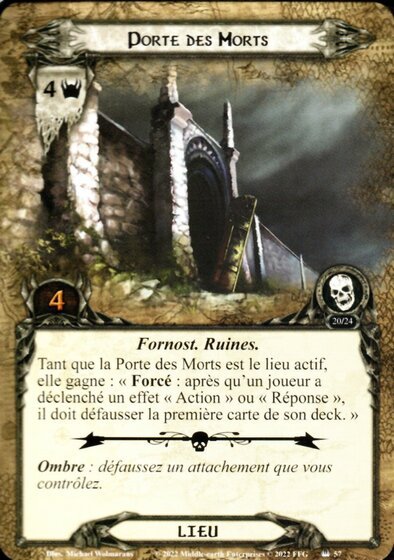 Porte des Morts
4
4
20/24
Fornost. Ruines.
Tant que la Porte des Morts est le lieu actif,
elle gagne : « Forcé : après qu'un joueur a
déclenché un effet « Action » ou « Réponse »,
il doit défausser la première carte de son deck. »
Ombre : défaussez un attachement que vous
contrôlez.
Illus. Michael Wolmarans © 2022 Middle-earth Enterprises © 2022 FFG 57
LIEU